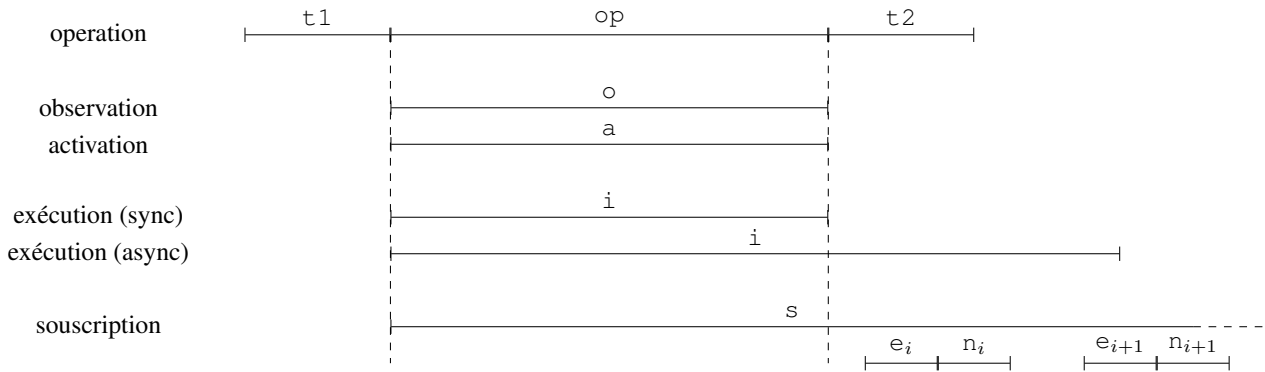 operation t1 op t2
observation o
activation a
exécution (sync) i
exécution (async) i
souscription s
e_i n_i e_{i+1} n_{i+1}